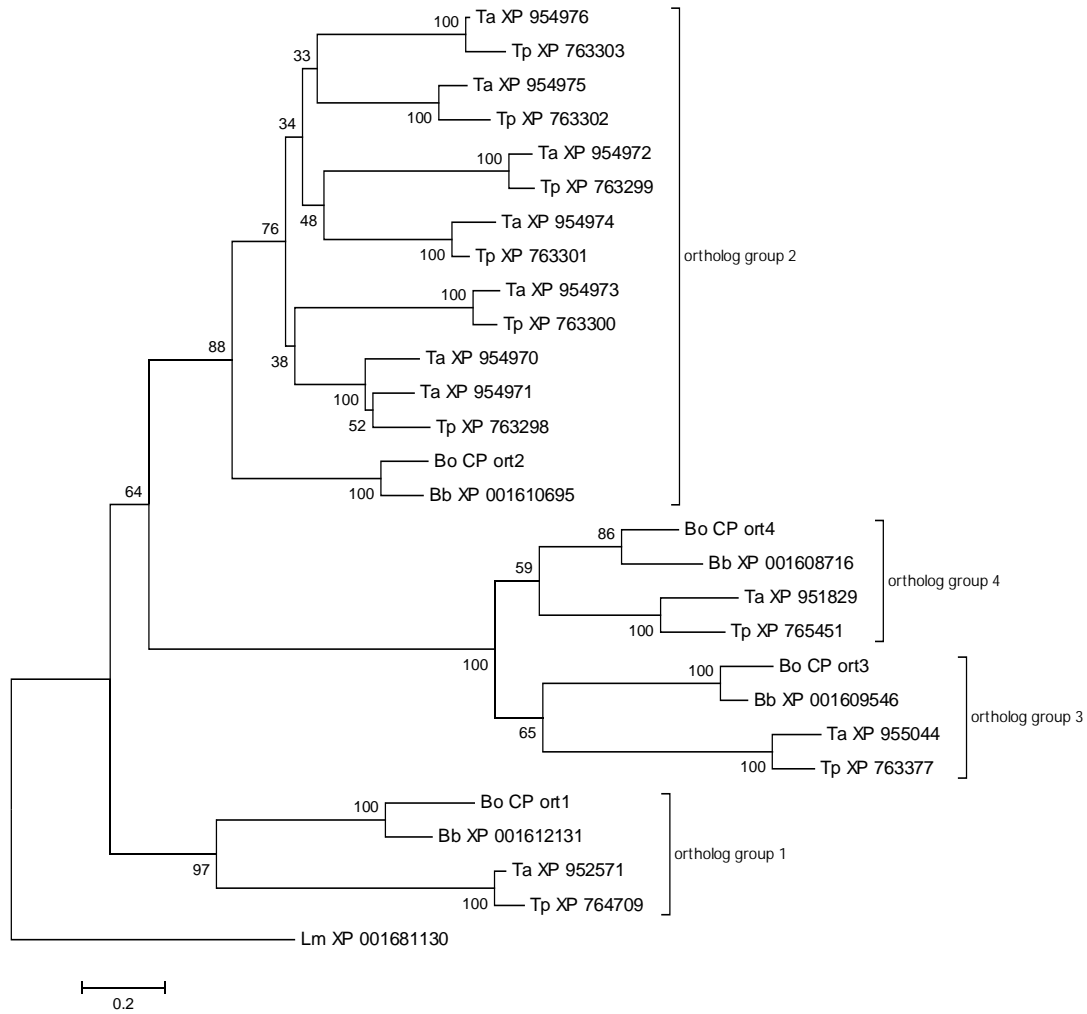 100 Ta XP 954976
Tp XP 763303
33
Ta XP 954975
100 Tp XP 763302
34
100 Ta XP 954972
Tp XP 763299
48
Ta XP 954974
100 Tp XP 763301
76
ortholog group 2
100 Ta XP 954973
Tp XP 763300
88
38
Ta XP 954970
100
Ta XP 954971
52 Tp XP 763298
Bo CP ort2
100 Bb XP 001610695
64
86 Bo CP ort4
Bb XP 001608716
59
ortholog group 4
Ta XP 951829
100 Tp XP 765451
100
100 Bo CP ort3
Bb XP 001609546
ortholog group 3
65
Ta XP 955044
100 Tp XP 763377
100 Bo CP ort1
Bb XP 001612131
ortholog group 1
97
Ta XP 952571
100 Tp XP 764709
Lm XP 001681130
0.2